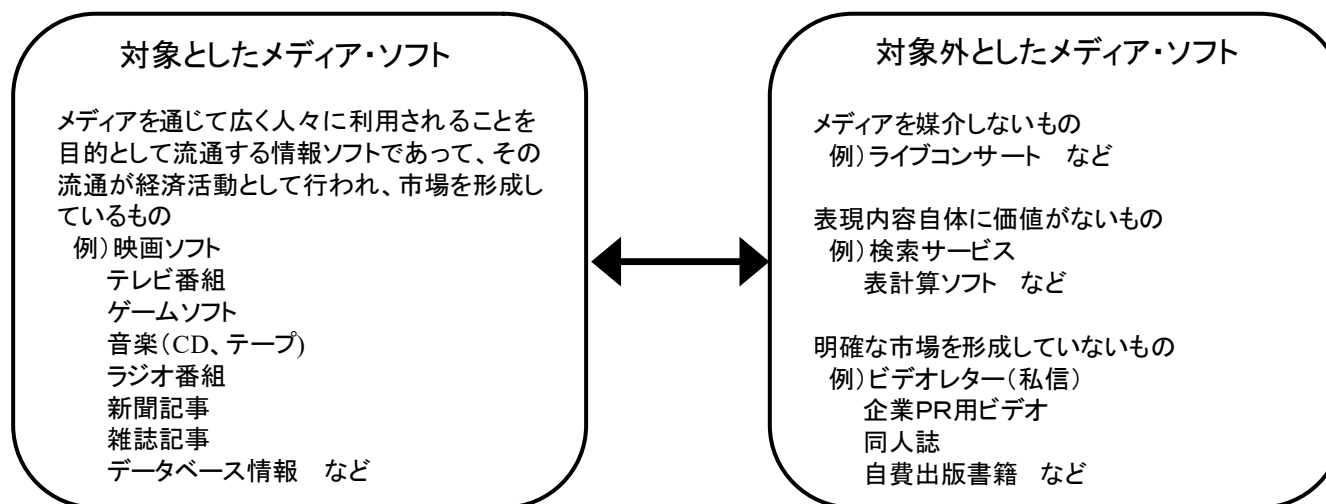 対象としたメディア・ソフト
メディアを通じて広く人々に利用されることを
目的として流通する情報ソフトであって、その
流通が経済活動として行われ、市場を形成し
ているもの
例）映画ソフト
テレビ番組
ゲームソフト
音楽（CD、テープ)
ラジオ番組
新聞記事
雑誌記事
データベース情報　など
対象外としたメディア・ソフト
メディアを媒介しないもの
例）ライブコンサート　など
表現内容自体に価値がないもの
例）検索サービス
表計算ソフト　など
明確な市場を形成していないもの
例）ビデオレター（私信）
企業ＰＲ用ビデオ
同人誌
自費出版書籍　など